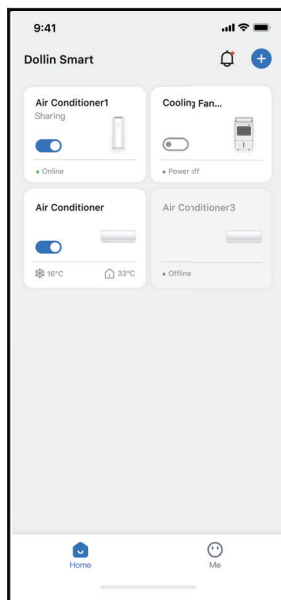 9:41
Dollin Smart
Air Conditioner1
Sharing
Online
Cooling Fan...
Power off
Air Conditioner
16°C 33°C
Air Conditioner3
Offline
Home
Me